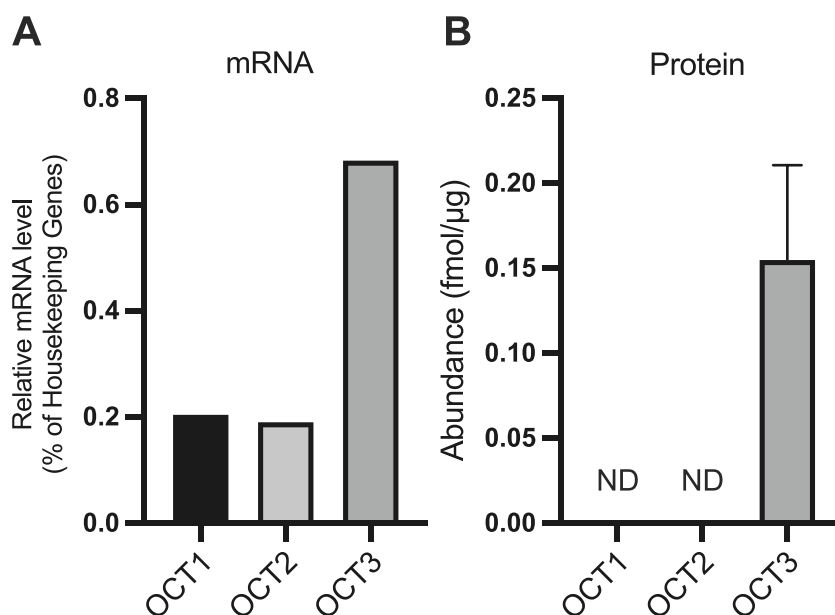 A
mRNA
Relative mRNA level
(% of Housekeeping Genes)
0.8
0.6
0.4
0.2
0.0
OCT1
OCT2
OCT3
B
Protein
Abundance (fmol/µg)
0.25
0.20
0.15
0.10
0.05
0.00
ND
ND
OCT1
OCT2
OCT3